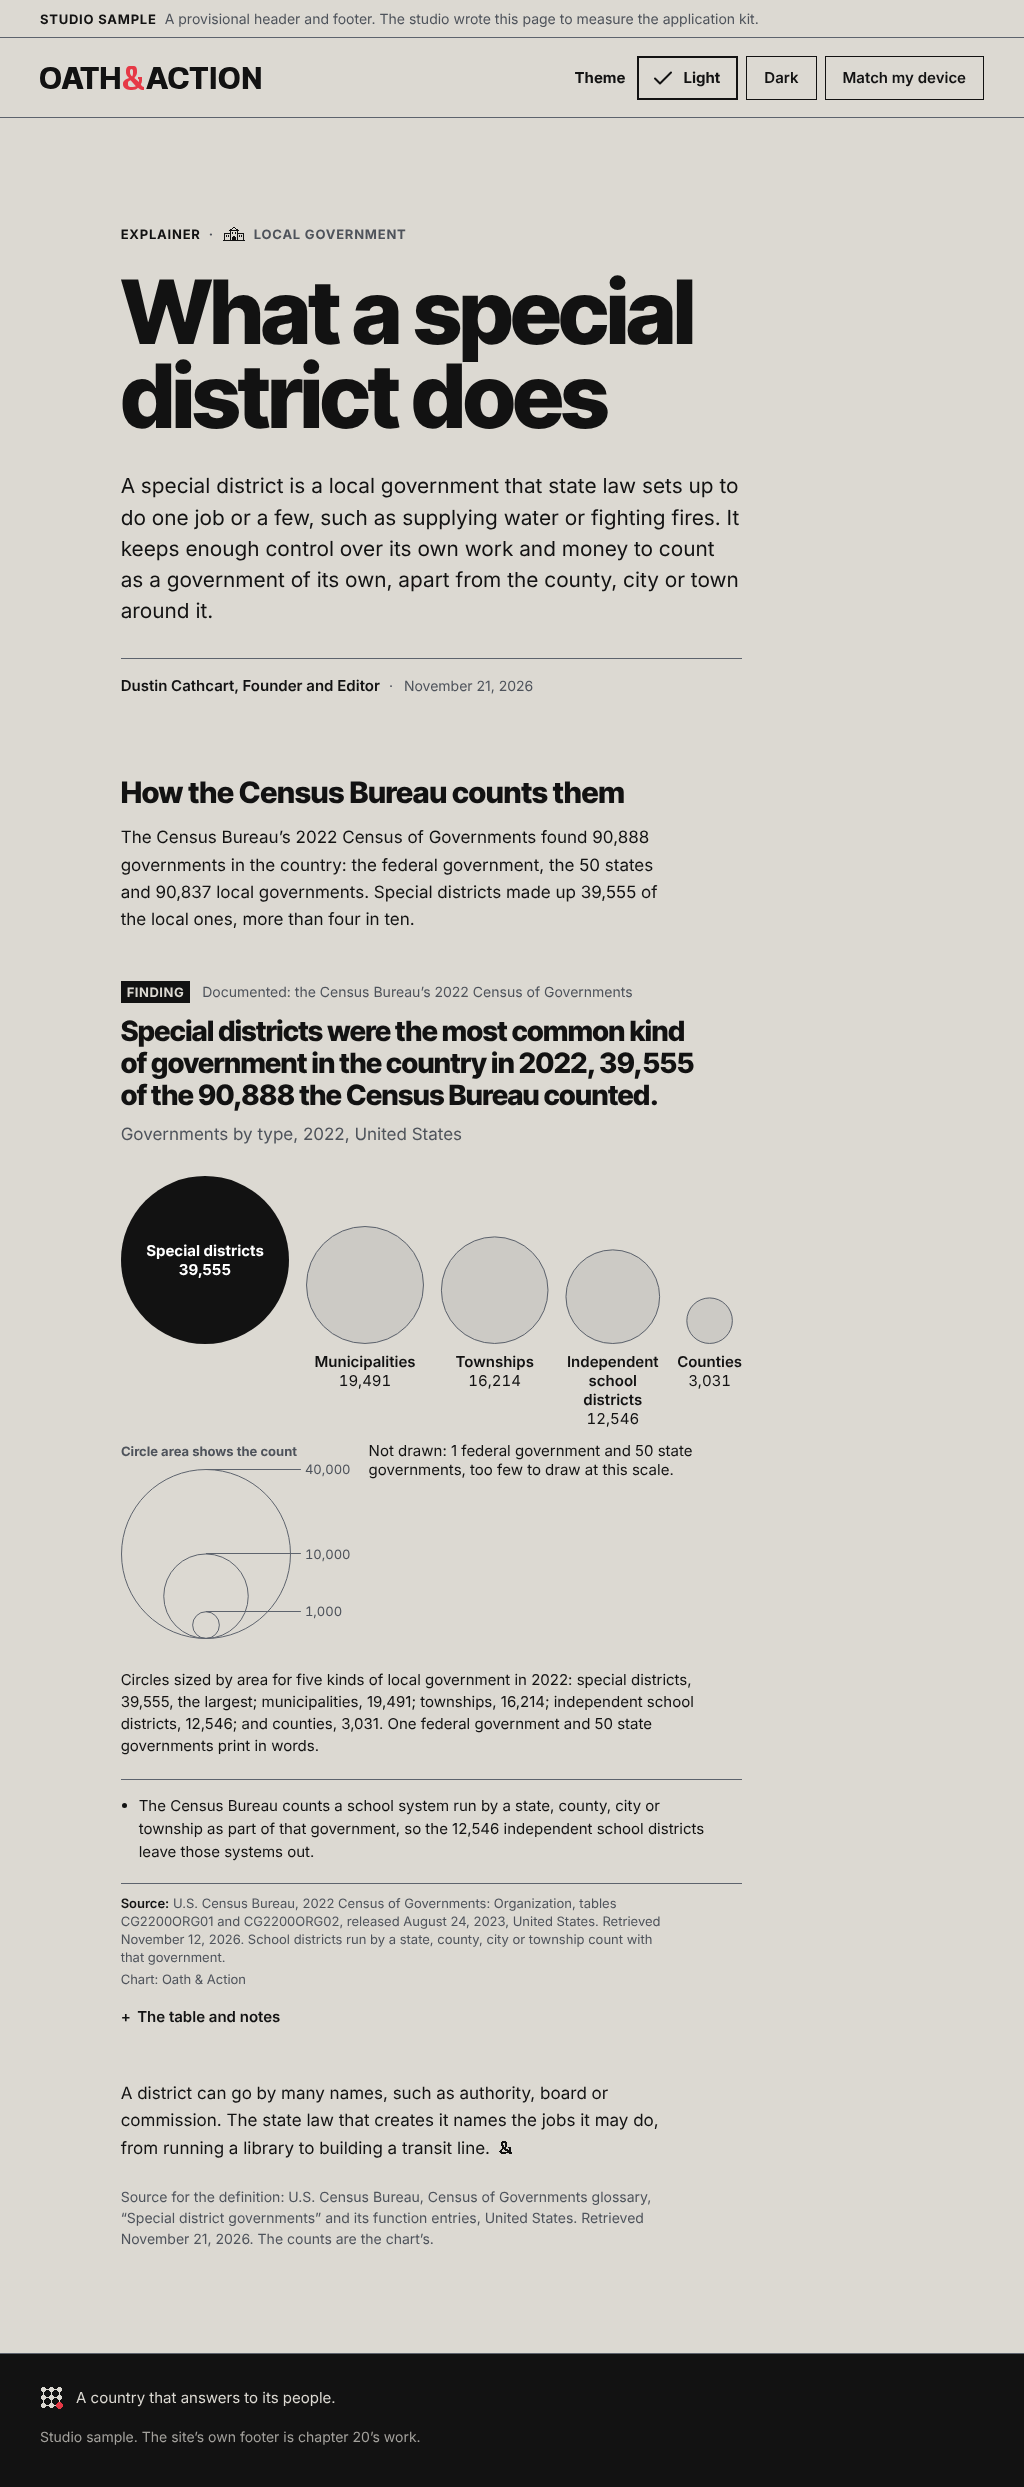 STUDIO SAMPLE A provisional header and footer. The studio wrote this page to measure the application kit.
OATH&ACTION
Theme
Light
Dark
Match my device
EXPLAINER · LOCAL GOVERNMENT
What a special
district does
A special district is a local government that state law sets up to
do one job or a few, such as supplying water or fighting fires. It
keeps enough control over its own work and money to count
as a government of its own, apart from the county, city or town
around it.
Dustin Cathcart, Founder and Editor · November 21, 2026
How the Census Bureau counts them
The Census Bureau’s 2022 Census of Governments found 90,888
governments in the country: the federal government, the 50 states
and 90,837 local governments. Special districts made up 39,555 of
the local ones, more than four in ten.
FINDING Documented: the Census Bureau’s 2022 Census of Governments
Special districts were the most common kind
of government in the country in 2022, 39,555
of the 90,888 the Census Bureau counted.
Governments by type, 2022, United States
Special districts
39,555
Municipalities
19,491
Townships
16,214
Independent
school
districts
12,546
Counties
3,031
Circle area shows the count
40,000
10,000
1,000
Not drawn: 1 federal government and 50 state
governments, too few to draw at this scale.
Circles sized by area for five kinds of local government in 2022: special districts,
39,555, the largest; municipalities, 19,491; townships, 16,214; independent school
districts, 12,546; and counties, 3,031. One federal government and 50 state
governments print in words.
• The Census Bureau counts a school system run by a state, county, city or
township as part of that government, so the 12,546 independent school districts
leave those systems out.
Source: U.S. Census Bureau, 2022 Census of Governments: Organization, tables
CG2200ORG01 and CG2200ORG02, released August 24, 2023, United States. Retrieved
November 12, 2026. School districts run by a state, county, city or township count with
that government.
Chart: Oath & Action
+ The table and notes
A district can go by many names, such as authority, board or
commission. The state law that creates it names the jobs it may do,
from running a library to building a transit line. &
Source for the definition: U.S. Census Bureau, Census of Governments glossary,
“Special district governments” and its function entries, United States. Retrieved
November 21, 2026. The counts are the chart’s.
A country that answers to its people.
Studio sample. The site’s own footer is chapter 20’s work.